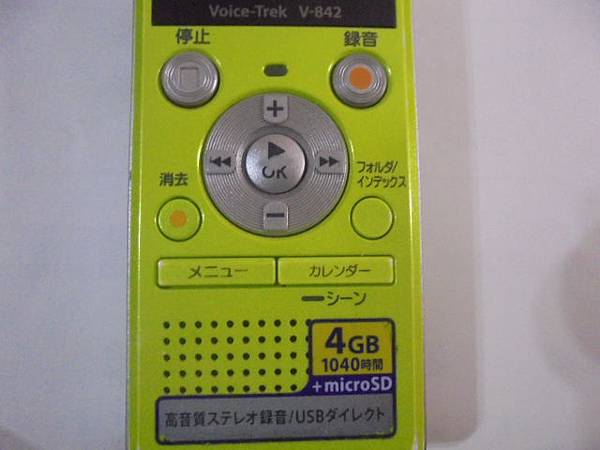 Voice-Trek V-842
停止
録音
+
OK
消去
フォルダ/
インデックス
−
メニュー
カレンダー
シーン
4GB
1040時間
+microSD
高音質ステレオ録音/USBダイレクト